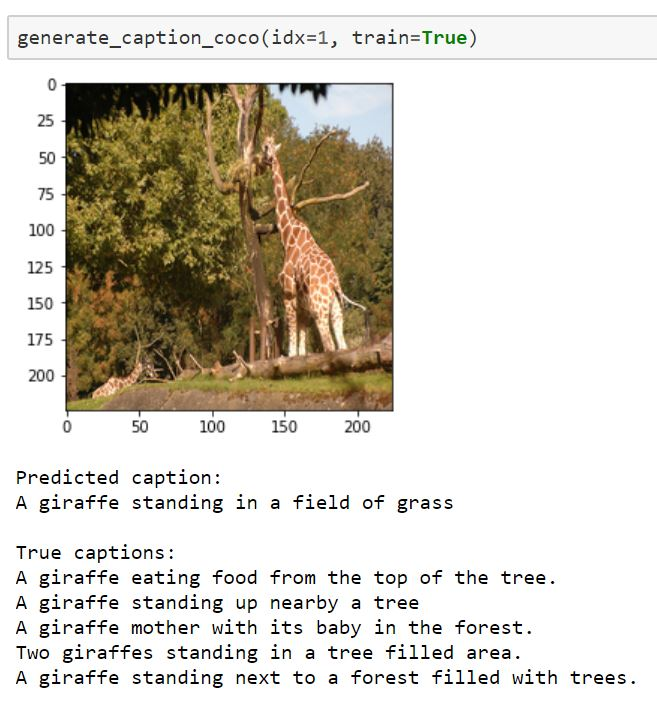 generate_caption_coco(idx=1, train=True)
0
25
50
75
100
125
150
175
200
0 50 100 150 200
Predicted caption:
A giraffe standing in a field of grass
True captions:
A giraffe eating food from the top of the tree.
A giraffe standing up nearby a tree
A giraffe mother with its baby in the forest.
Two giraffes standing in a tree filled area.
A giraffe standing next to a forest filled with trees.